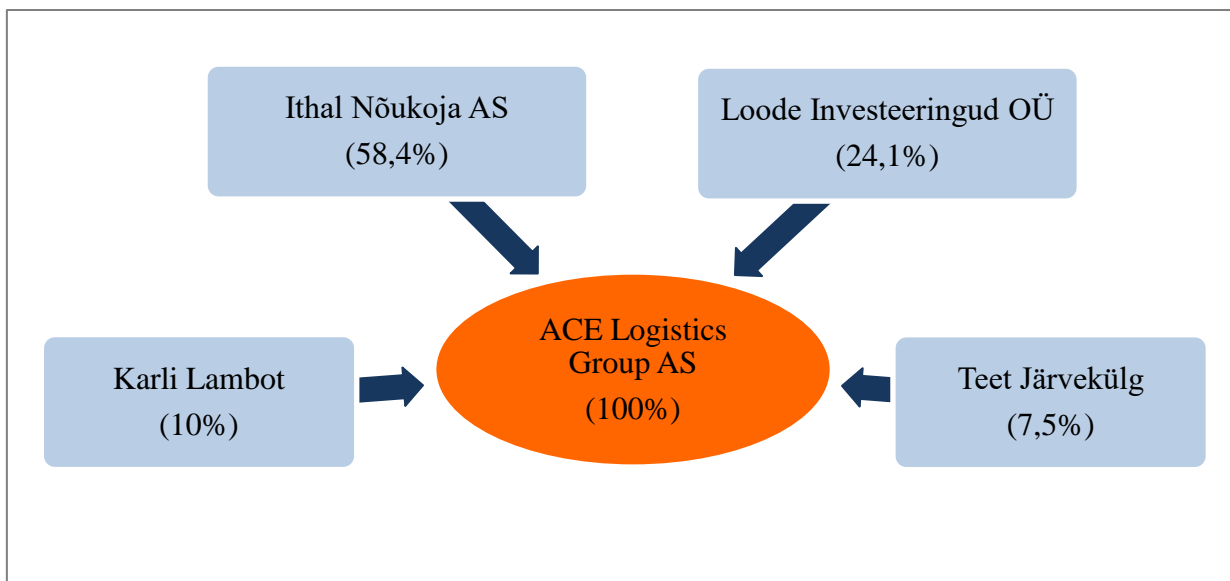 Ithal Nõukoja AS
(58,4%)
Loode Investeeringud OÜ
(24,1%)
ACE Logistics
Group AS
(100%)
Karli Lambot
(10%)
Teet Järvekülg
(7,5%)